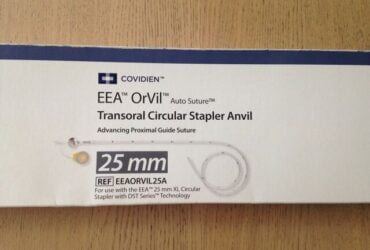 COVIDIEN™
EEA™ OrVil™ Auto Suture™
Transoral Circular Stapler Anvil
Advancing Proximal Guide Suture
25 mm
REF EEAORVIL25A
For use with the EEA™ 25 mm XL Circular
Stapler with DST Series™ Technology